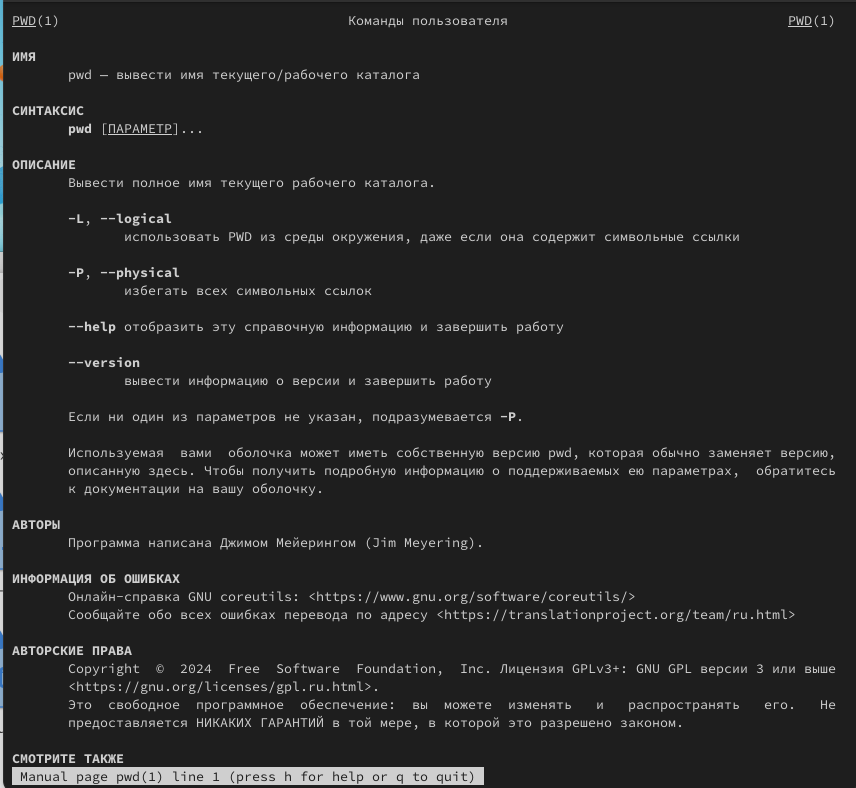 PWD(1) Команды пользователя PWD(1)
ИМЯ
pwd — вывести имя текущего/рабочего каталога
СИНТАКСИС
pwd [ПАРАМЕТР]...
ОПИСАНИЕ
Вывести полное имя текущего рабочего каталога.
-L, --logical
использовать PWD из среды окружения, даже если она содержит символьные ссылки
-P, --physical
избегать всех символьных ссылок
--help отобразить эту справочную информацию и завершить работу
--version
вывести информацию о версии и завершить работу
Если ни один из параметров не указан, подразумевается -P.
Используемая вами оболочка может иметь собственную версию pwd, которая обычно заменяет версию,
описанную здесь. Чтобы получить подробную информацию о поддерживаемых ею параметрах, обратитесь
к документации на вашу оболочку.
АВТОРЫ
Программа написана Джимом Мейерингом (Jim Meyering).
ИНФОРМАЦИЯ ОБ ОШИБКАХ
Онлайн-справка GNU coreutils: <https://www.gnu.org/software/coreutils/>
Сообщайте обо всех ошибках перевода по адресу <https://translationproject.org/team/ru.html>
АВТОРСКИЕ ПРАВА
Copyright © 2024 Free Software Foundation, Inc. Лицензия GPLv3+: GNU GPL версии 3 или выше
<https://gnu.org/licenses/gpl.ru.html>.
Это свободное программное обеспечение: вы можете изменять и распространять его. Не
предоставляется НИКАКИХ ГАРАНТИЙ в той мере, в которой это разрешено законом.
СМОТРИТЕ ТАКЖЕ
Manual page pwd(1) line 1 (press h for help or q to quit)